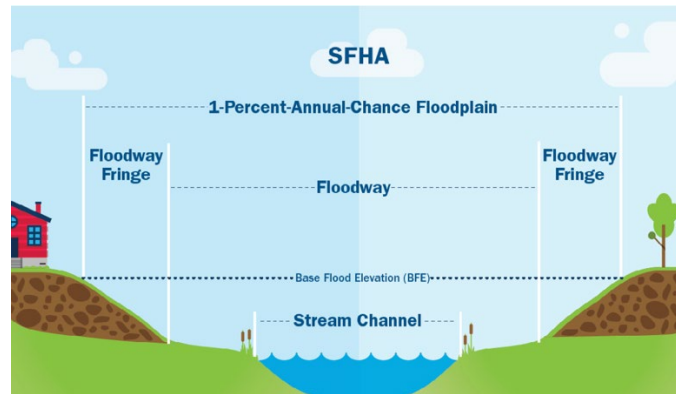 SFHA
1-Percent-Annual-Chance Floodplain
Floodway
Fringe
Floodway
Fringe
Floodway
Base Flood Elevation (BFE)
Stream Channel